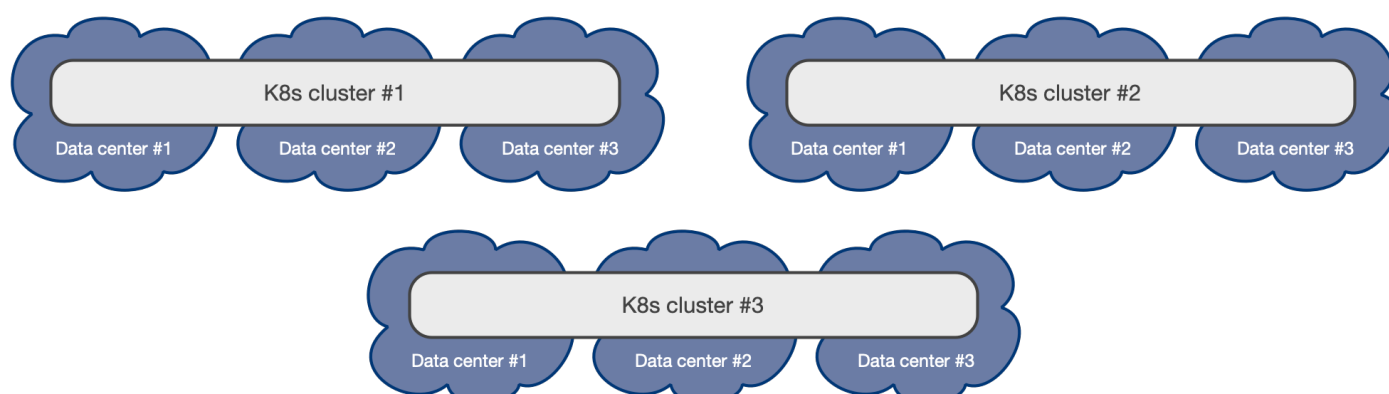 K8s cluster #1
Data center #1
Data center #2
Data center #3
K8s cluster #2
Data center #1
Data center #2
Data center #3
K8s cluster #3
Data center #1
Data center #2
Data center #3